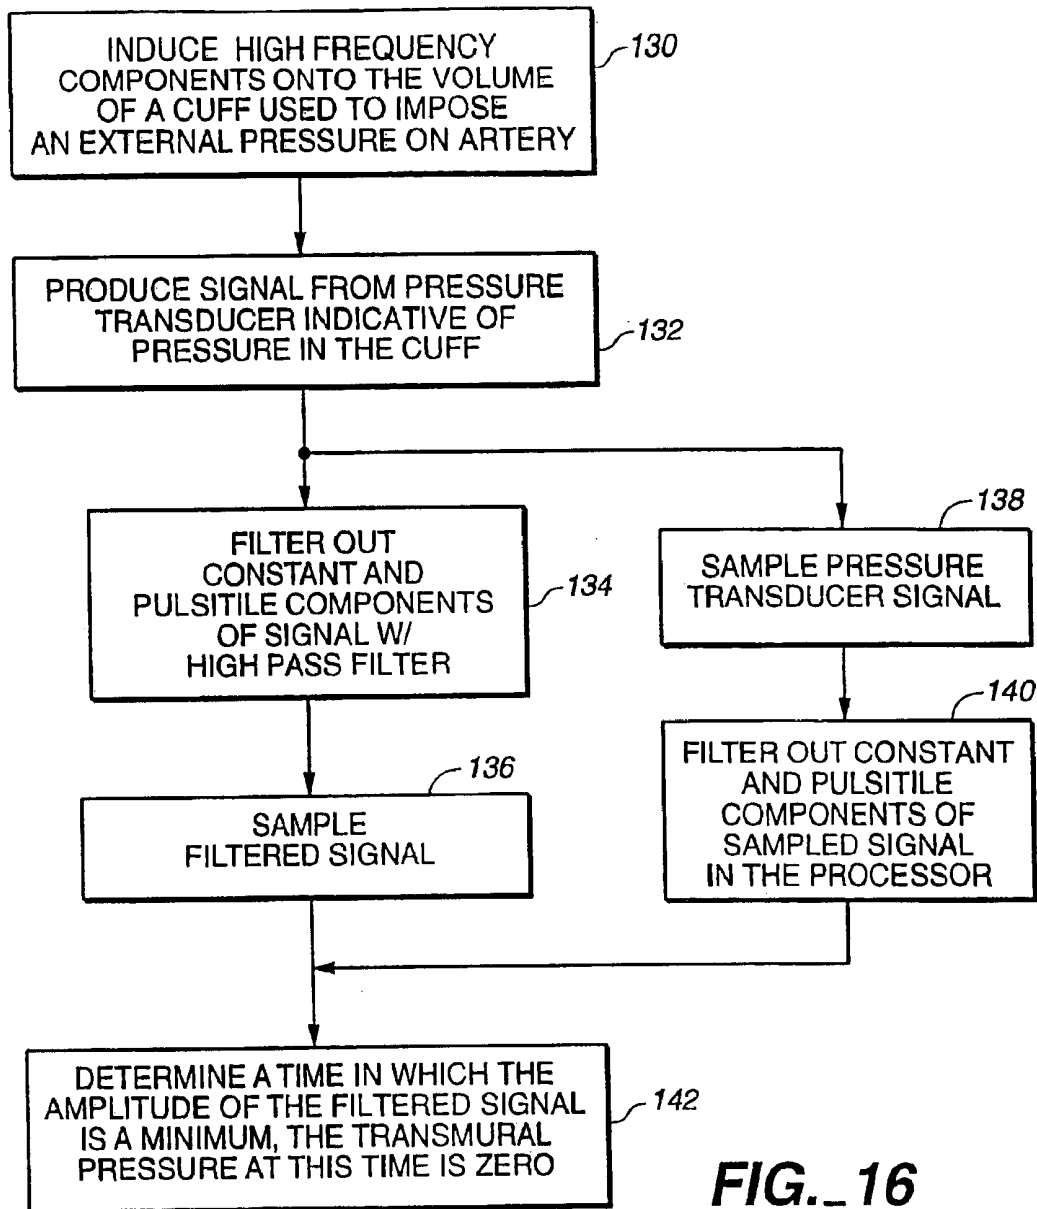 INDUCE HIGH FREQUENCY
COMPONENTS ONTO THE VOLUME
OF A CUFF USED TO IMPOSE
AN EXTERNAL PRESSURE ON ARTERY
130
PRODUCE SIGNAL FROM PRESSURE
TRANSDUCER INDICATIVE OF
PRESSURE IN THE CUFF
132
FILTER OUT
CONSTANT AND
PULSITILE COMPONENTS
OF SIGNAL W/
HIGH PASS FILTER
134
138
SAMPLE PRESSURE
TRANSDUCER SIGNAL
136
SAMPLE
FILTERED SIGNAL
140
FILTER OUT CONSTANT
AND PULSITILE
COMPONENTS OF
SAMPLED SIGNAL
IN THE PROCESSOR
DETERMINE A TIME IN WHICH THE
AMPLITUDE OF THE FILTERED SIGNAL
IS A MINIMUM, THE TRANSMURAL
PRESSURE AT THIS TIME IS ZERO
142
FIG._16